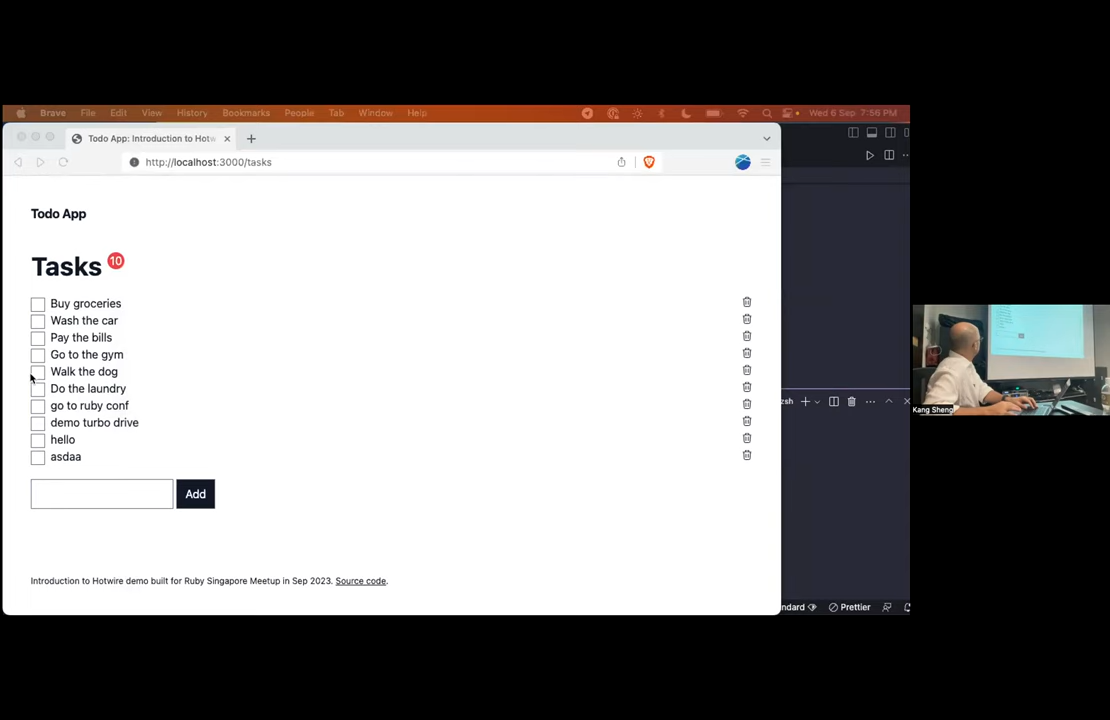 Brave File Edit View History Bookmarks People Tab Window Help Wed 6 Sep 7:56 PM
Todo App: Introduction to Hotw
http://localhost:3000/tasks
Todo App
Tasks 10
Buy groceries
Wash the car
Pay the bills
Go to the gym
Walk the dog
Do the laundry
zsh
go to ruby conf
Kang Sheng
demo turbo drive
hello
asdaa
Add
Introduction to Hotwire demo built for Ruby Singapore Meetup in Sep 2023. Source code.
ndard Prettier